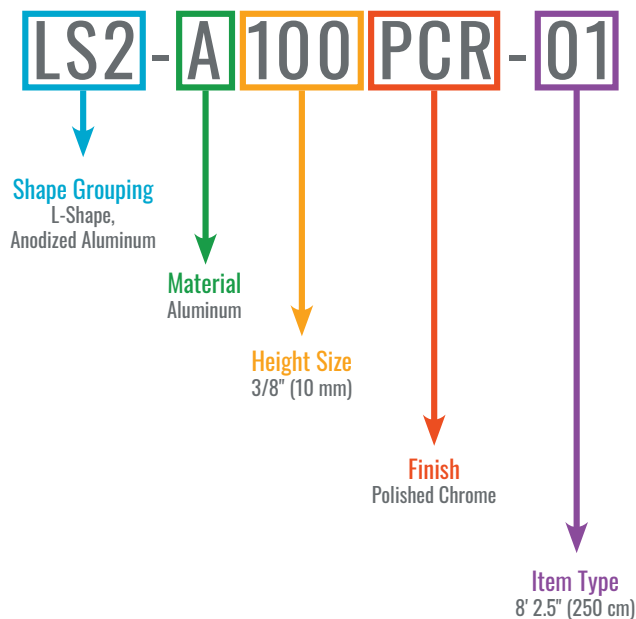 LS2-A100PCR-01
Shape Grouping
L-Shape,
Anodized Aluminum
Material
Aluminum
Height Size
3/8" (10 mm)
Finish
Polished Chrome
Item Type
8' 2.5" (250 cm)